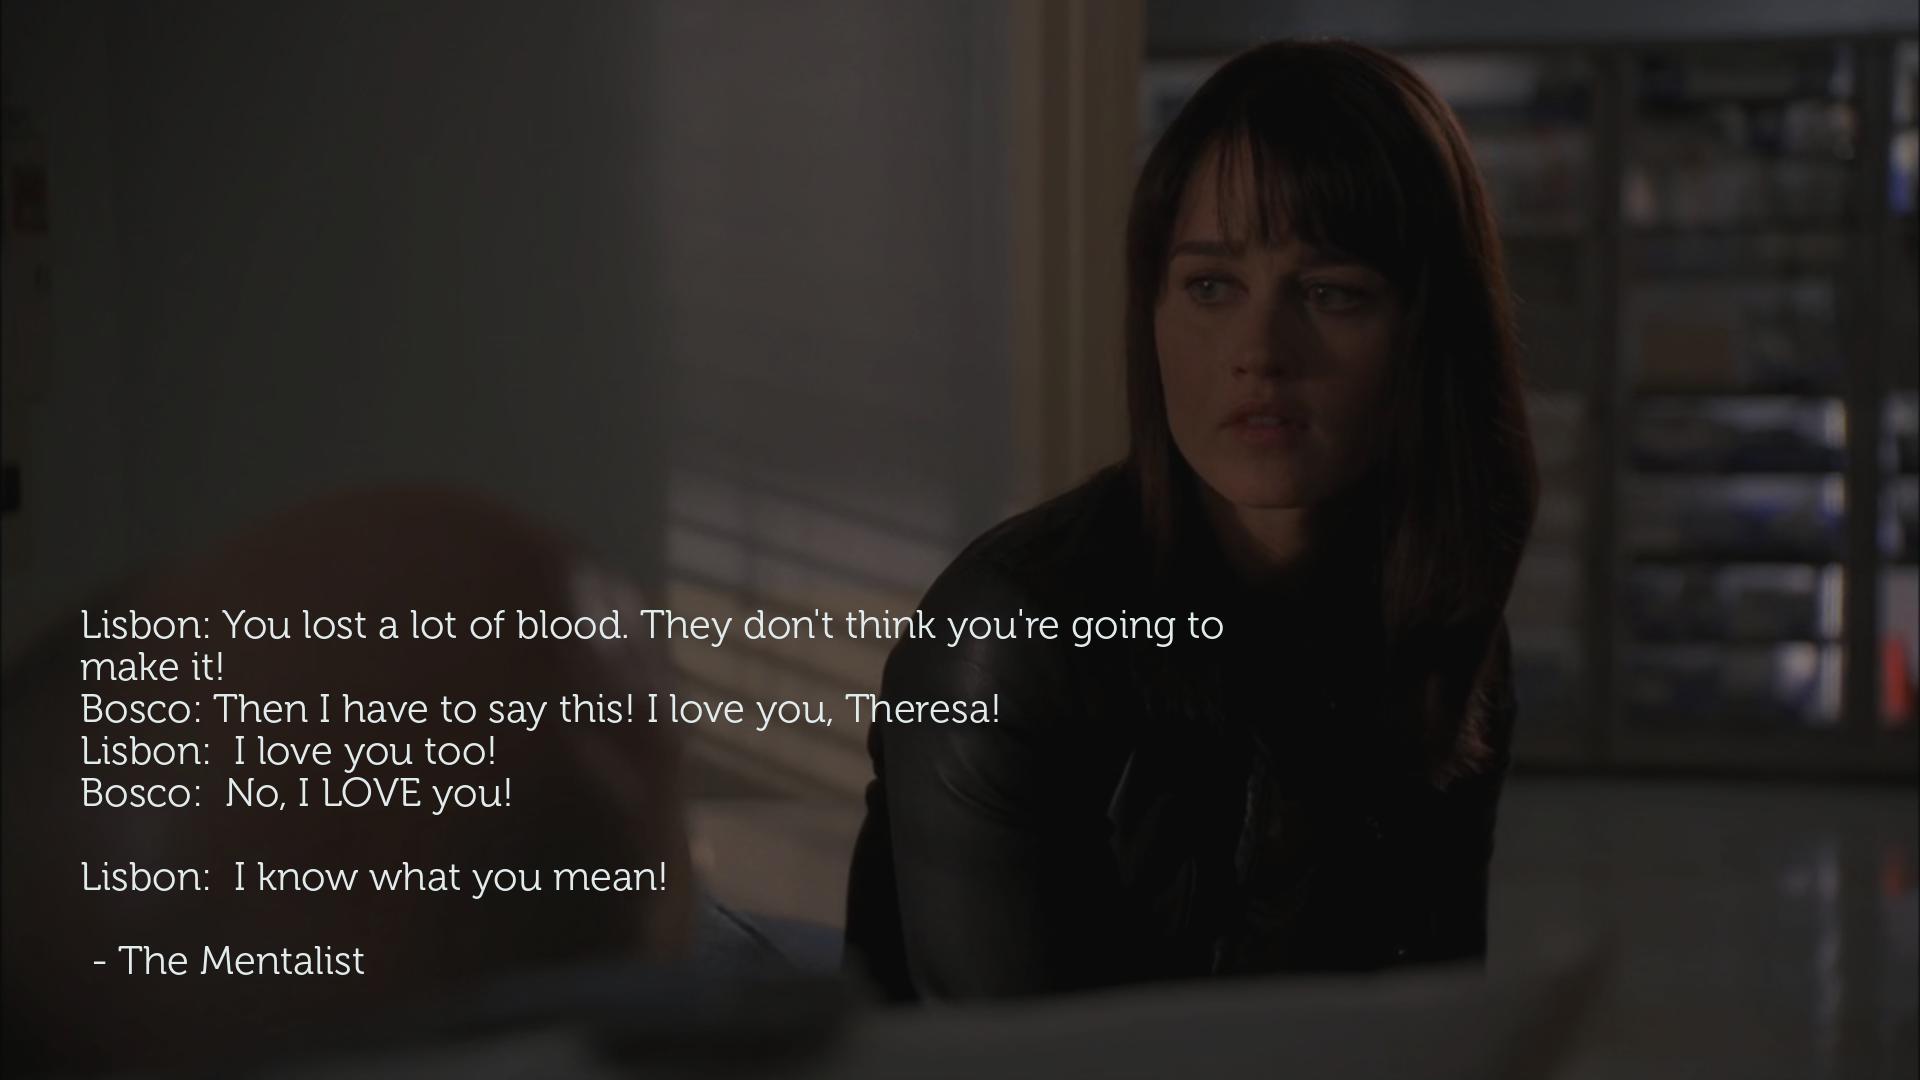 Lisbon: You lost a lot of blood. They don't think you're going to
make it!
Bosco: Then I have to say this! I love you, Theresa!
Lisbon:  I love you too!
Bosco:  No, I LOVE you!
Lisbon:  I know what you mean!
- The Mentalist